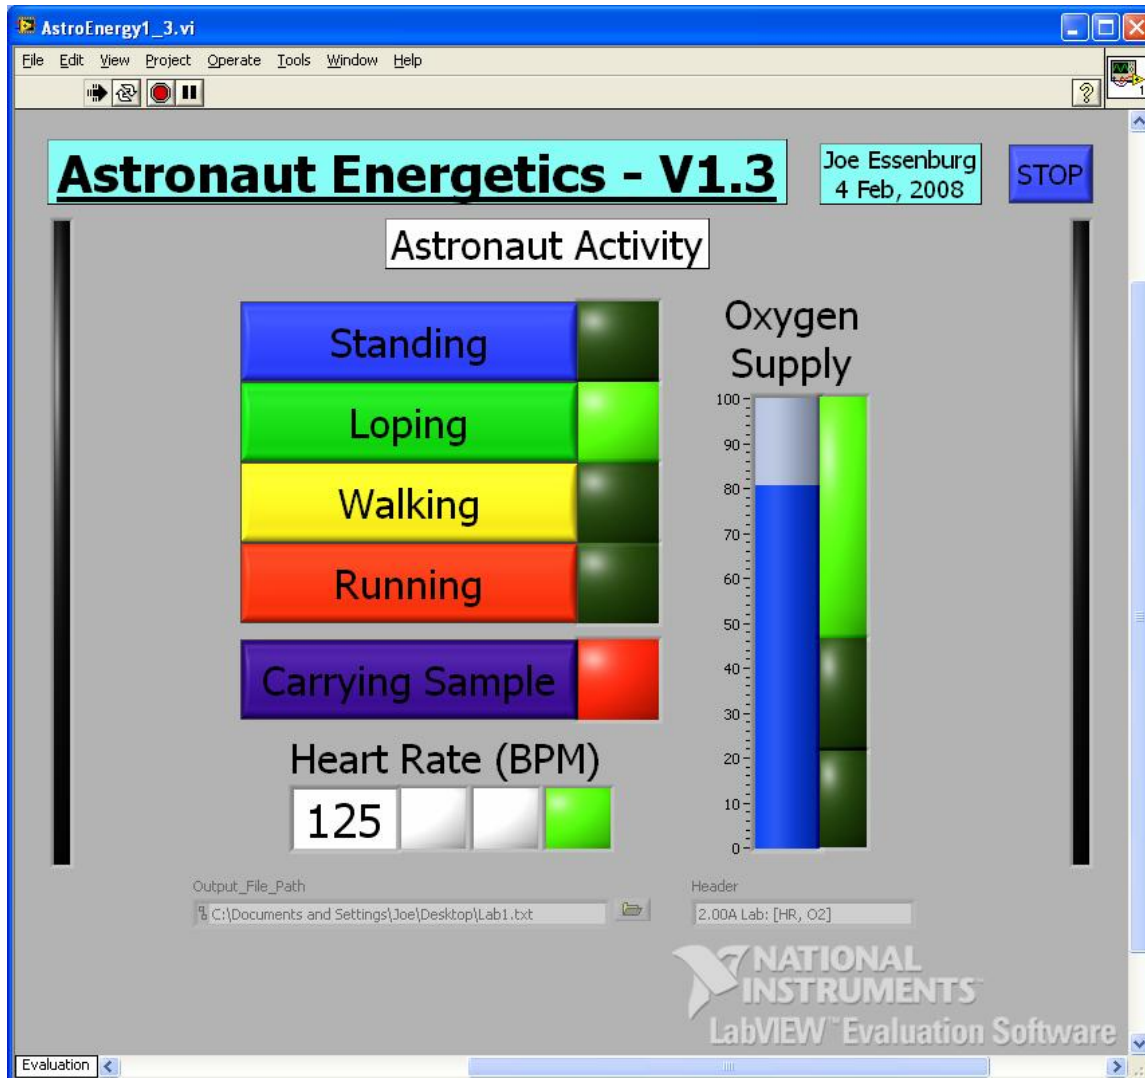 AstroEnergy1_3.vi
File Edit View Project Operate Tools Window Help
?
1
Astronaut Energetics - V1.3
Joe Essenburg
4 Feb, 2008
STOP
Astronaut Activity
Standing
Loping
Walking
Running
Carrying Sample
Oxygen
Supply
100
90
80
70
60
50
40
30
20
10
0
Heart Rate (BPM)
125
Output_File_Path
C:\Documents and Settings\Joe\Desktop\Lab1.txt
Header
2.00A Lab: [HR, O2]
NATIONAL
INSTRUMENTS™
LabVIEW™ Evaluation Software
Evaluation